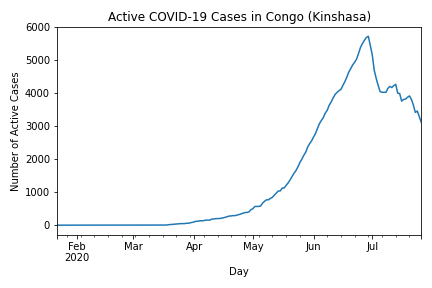 Active COVID-19 Cases in Congo (Kinshasa)
6000
5000
4000
3000
2000
1000
0
Number of Active Cases
Feb Mar Apr May Jun Jul
2020
Day